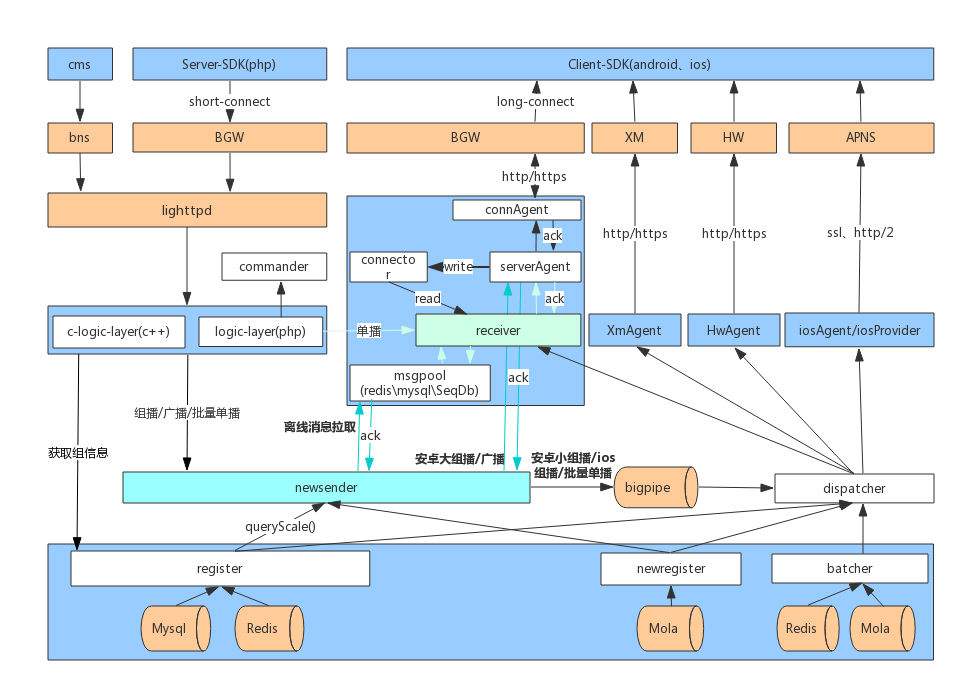 cms
Server-SDK(php)
Client-SDK(android、ios)
short-connect
long-connect
bns
BGW
BGW
XM
HW
APNS
http/https
lighttpd
connAgent
ack
http/https
http/https
ssl、http/2
commander
connecto
r
write
serverAgent
read
ack
c-logic-layer(c++)
logic-layer(php)
单播
receiver
XmAgent
HwAgent
iosAgent/iosProvider
msgpool
(redis\mysql\SeqDb)
ack
组播/广播/批量单播
离线消息拉取
ack
获取组信息
安卓大组播/广播
安卓小组播/ios
组播/批量单播
newsender
bigpipe
dispatcher
queryScale()
register
newregister
batcher
Mysql
Redis
Mola
Redis
Mola